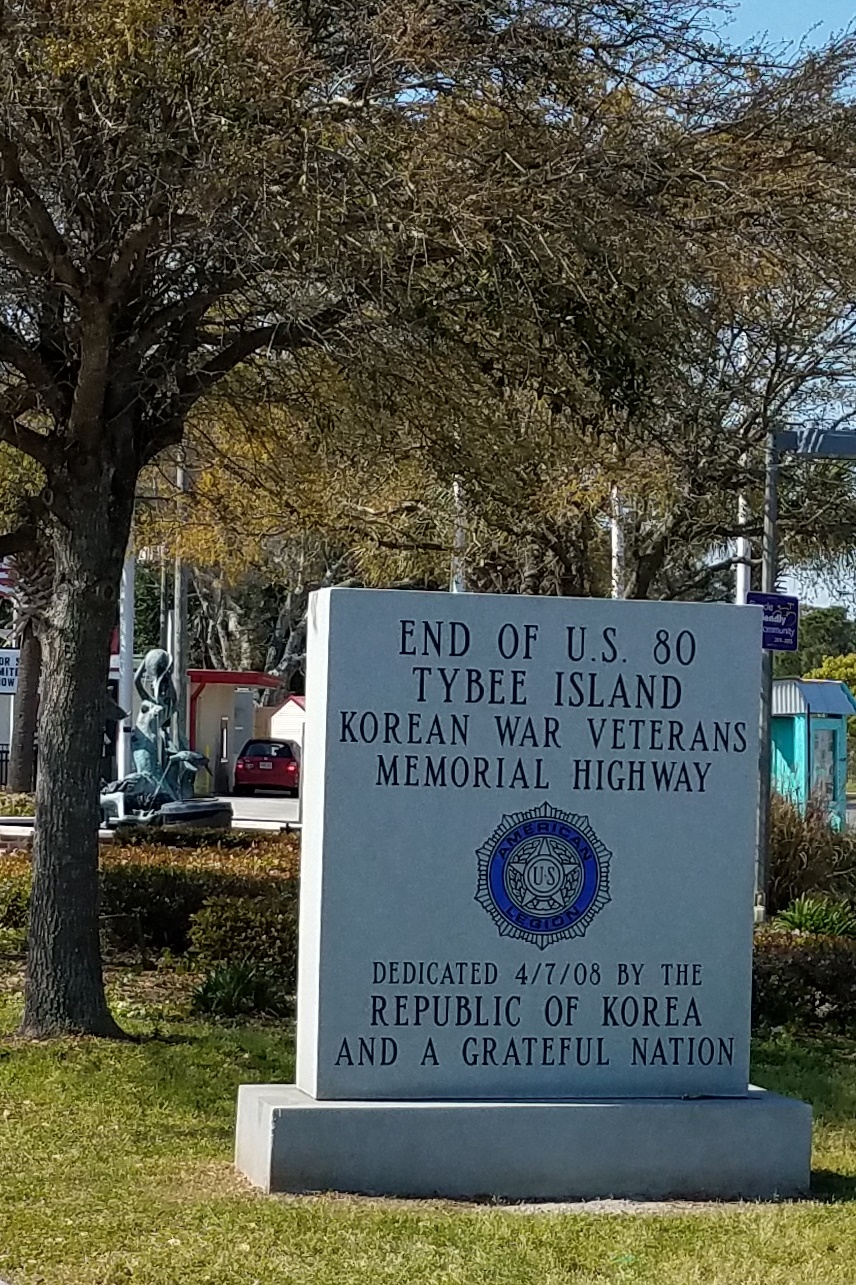 END OF U.S. 80
TYBEE ISLAND
KOREAN WAR VETERANS
MEMORIAL HIGHWAY
AMERICAN
U·S
LEGION
DEDICATED 4/7/08 BY THE
REPUBLIC OF KOREA
AND A GRATEFUL NATION